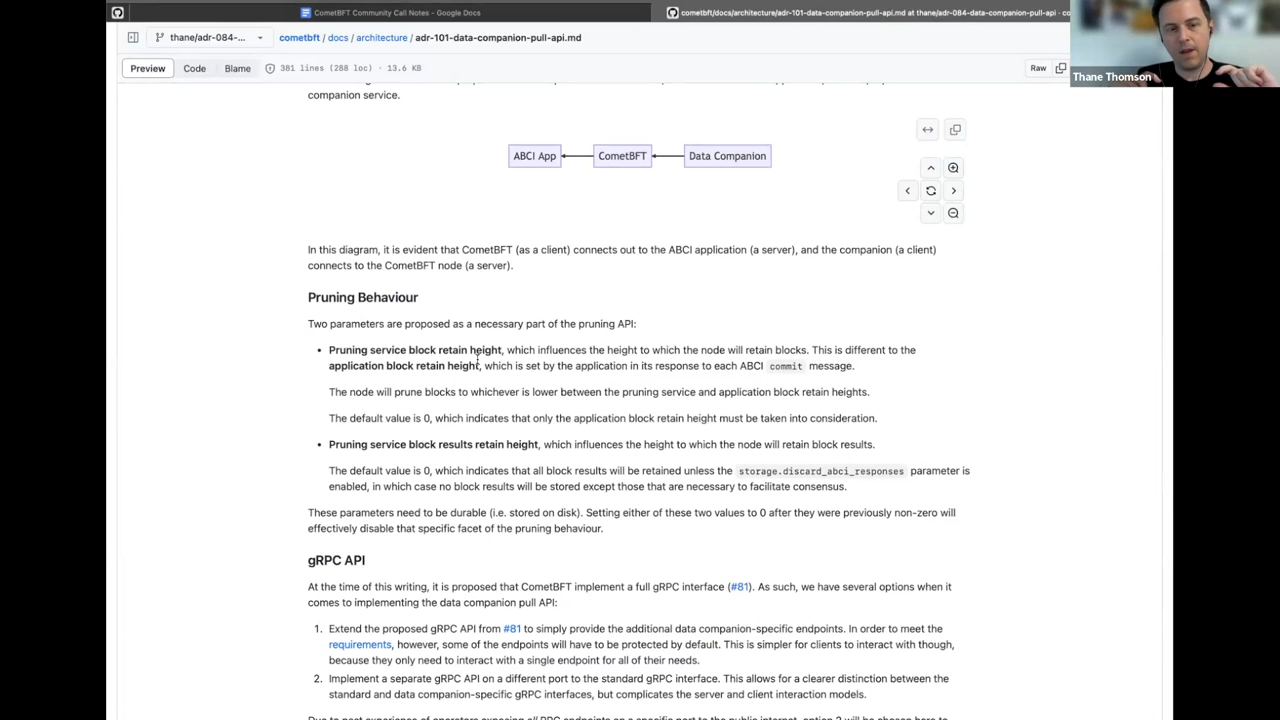 CometBFT Community Call Notes - Google Docs
cometbft/docs/architecture/adr-101-data-companion-pull-api.md at thane/adr-084-data-companion-pull-api · co
thane/adr-084-...
cometbft / docs / architecture / adr-101-data-companion-pull-api.md
Preview
Code
Blame
381 lines (288 loc) · 13.6 KB
Raw
Thane Thomson
companion service.
ABCI App
CometBFT
Data Companion
In this diagram, it is evident that CometBFT (as a client) connects out to the ABCI application (a server), and the companion (a client)
connects to the CometBFT node (a server).
Pruning Behaviour
Two parameters are proposed as a necessary part of the pruning API:
• Pruning service block retain height, which influences the height to which the node will retain blocks. This is different to the
application block retain height, which is set by the application in its response to each ABCI commit message.
The node will prune blocks to whichever is lower between the pruning service and application block retain heights.
The default value is 0, which indicates that only the application block retain height must be taken into consideration.
• Pruning service block results retain height, which influences the height to which the node will retain block results.
The default value is 0, which indicates that all block results will be retained unless the storage.discard_abci_responses parameter is
enabled, in which case no block results will be stored except those that are necessary to facilitate consensus.
These parameters need to be durable (i.e. stored on disk). Setting either of these two values to 0 after they were previously non-zero will
effectively disable that specific facet of the pruning behaviour.
gRPC API
At the time of this writing, it is proposed that CometBFT implement a full gRPC interface (#81). As such, we have several options when it
comes to implementing the data companion pull API:
1. Extend the proposed gRPC API from #81 to simply provide the additional data companion-specific endpoints. In order to meet the
requirements, however, some of the endpoints will have to be protected by default. This is simpler for clients to interact with though,
because they only need to interact with a single endpoint for all of their needs.
2. Implement a separate gRPC API on a different port to the standard gRPC interface. This allows for a clearer distinction between the
standard and data companion-specific gRPC interfaces, but complicates the server and client interaction models.